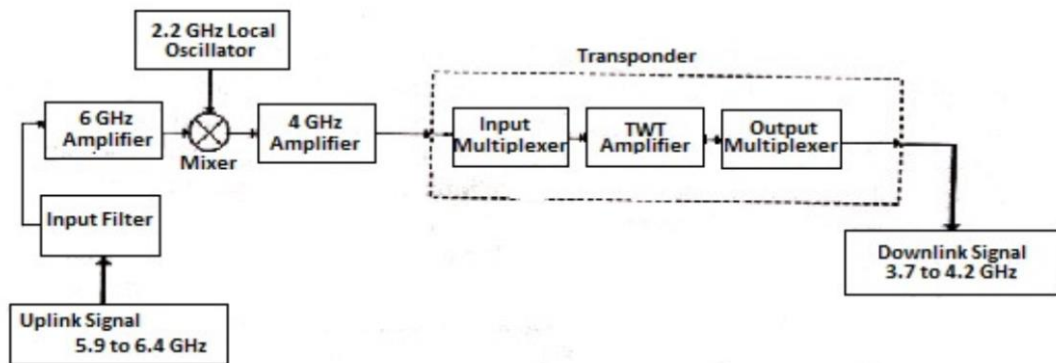 2.2 GHz Local
Oscillator
Transponder
6 GHz
Amplifier
Mixer
4 GHz
Amplifier
Input
Multiplexer
TWT
Amplifier
Output
Multiplexer
Input Filter
Downlink Signal
3.7 to 4.2 GHz
Uplink Signal
5.9 to 6.4 GHz